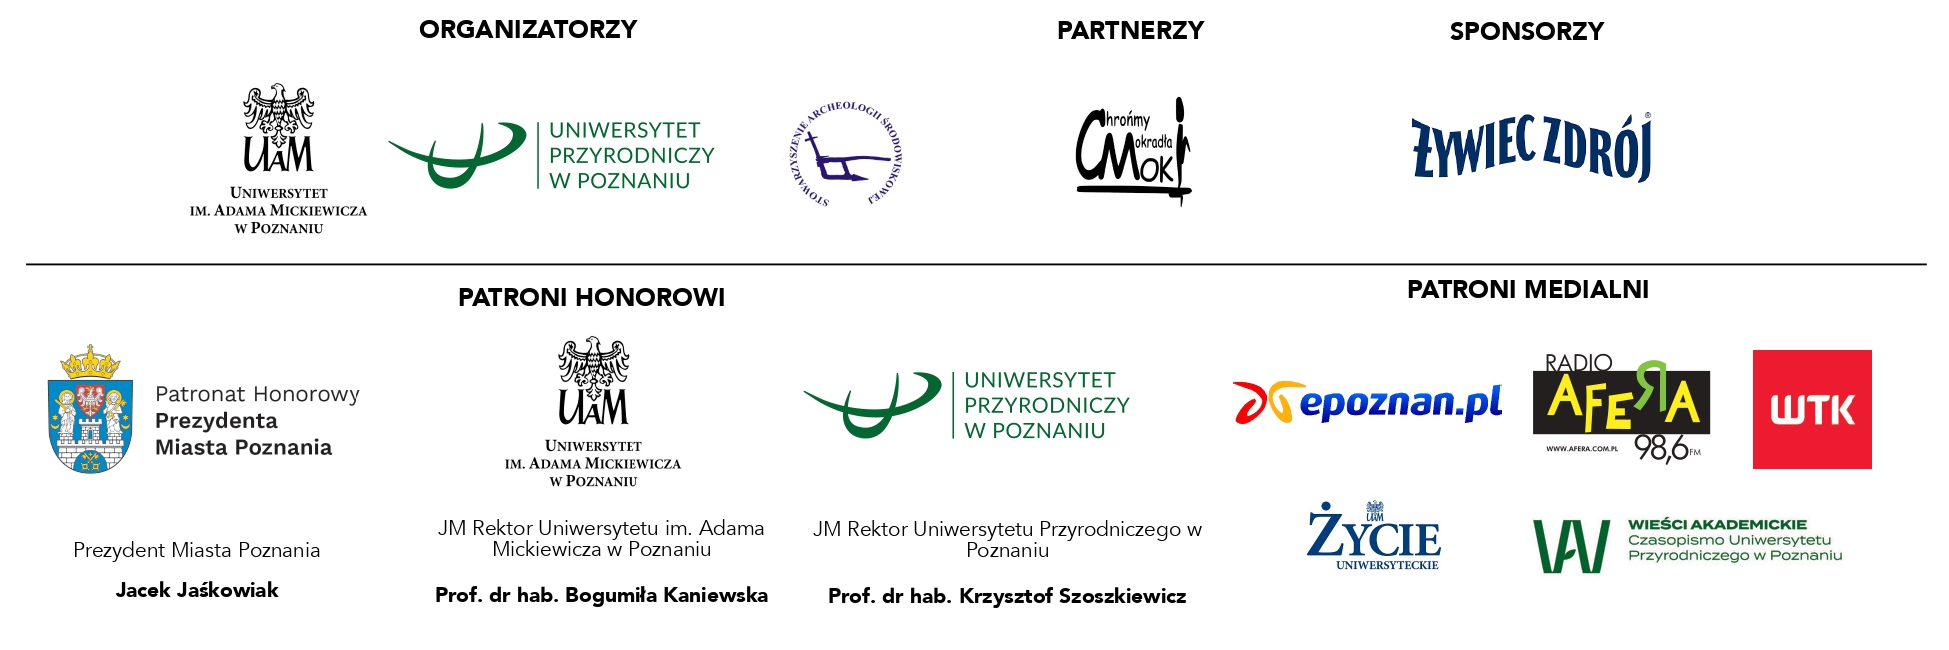 ORGANIZATORZY
PARTNERZY
SPONSORZY
UAM
UNIWERSYTET
IM. ADAMA MICKIEWICZA
W POZNANIU
UNIWERSYTET
PRZYRODNICZY
W POZNANIU
STOWARZYSZENIE ARCHEOLOGII ŚRODOWISKOWEJ
Chrońmy
Mokradła
CMok
ŻYWIEC ZDRÓJ®
PATRONI HONOROWI
PATRONI MEDIALNI
Patronat Honorowy
Prezydenta
Miasta Poznania
Prezydent Miasta Poznania
Jacek Jaśkowiak
UAM
UNIWERSYTET
IM. ADAMA MICKIEWICZA
W POZNANIU
JM Rektor Uniwersytetu im. Adama
Mickiewicza w Poznaniu
Prof. dr hab. Bogumiła Kaniewska
UNIWERSYTET
PRZYRODNICZY
W POZNANIU
JM Rektor Uniwersytetu Przyrodniczego w
Poznaniu
Prof. dr hab. Krzysztof Szoszkiewicz
epoznan.pl
RADIO
AFERA
WWW.AFERA.COM.PL
98,6 FM
WTK
UAM
ŻYCIE
UNIWERSYTECKIE
WIEŚCI AKADEMICKIE
Czasopismo Uniwersytetu
Przyrodniczego w Poznaniu